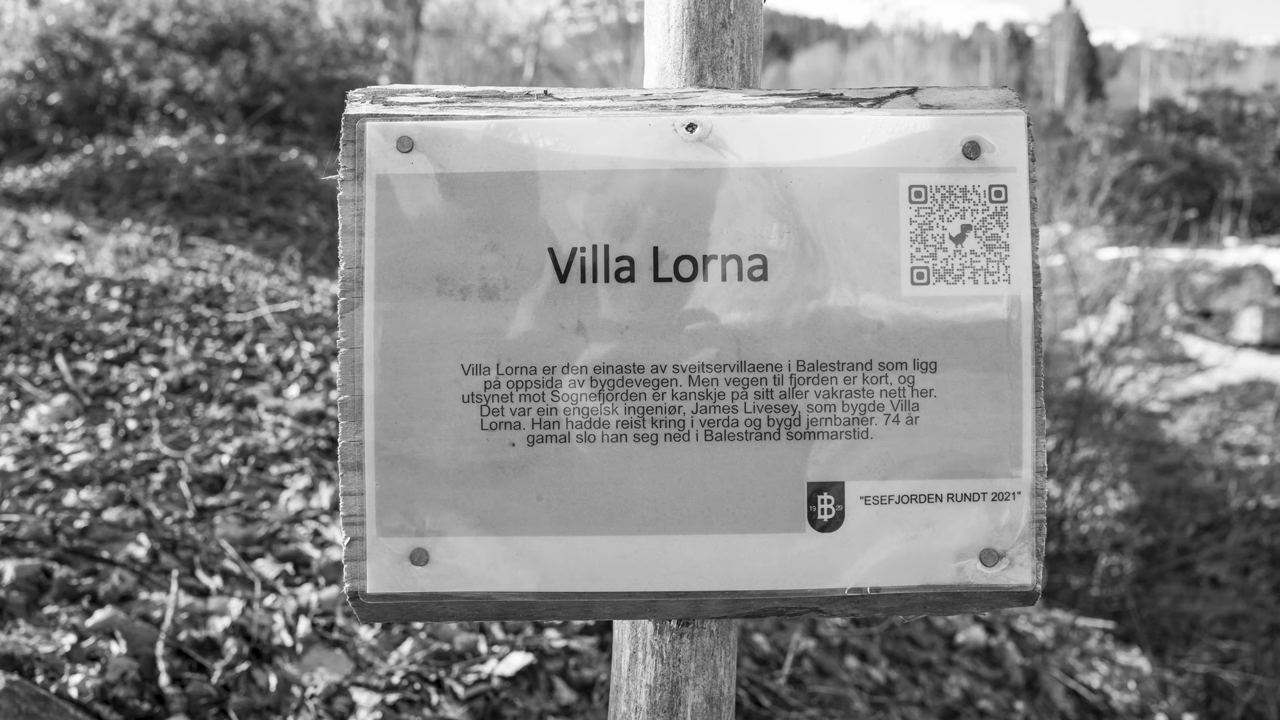 Villa Lorna
Villa Lorna er den einaste av sveitservillaene i Balestrand som ligg
på oppsida av bygdevegen. Men vegen til fjorden er kort, og
utsynet mot Sognefjorden er kanskje på sitt aller vakraste nett her.
Det var ein engelsk ingeniør, James Livesey, som bygde Villa
Lorna. Han hadde reist kring i verda og bygd jernbaner. 74 år
gamal slo han seg ned i Balestrand sommarstid.
"ESEFJORDEN RUNDT 2021"
19 B 20